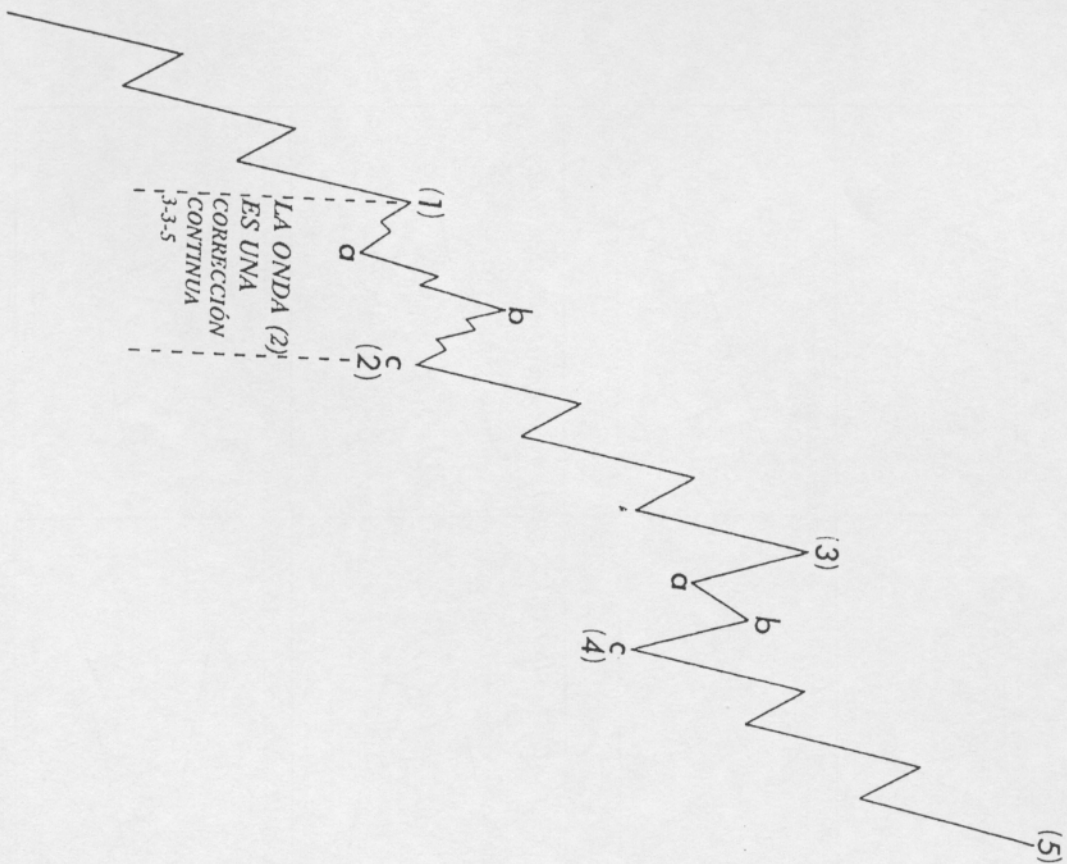 (1)
a
b
c
(2)
LA ONDA (2)
ES UNA
CORRECCIÓN
CONTINUA
3-3-5
(3)
a
b
c
(4)
(5)